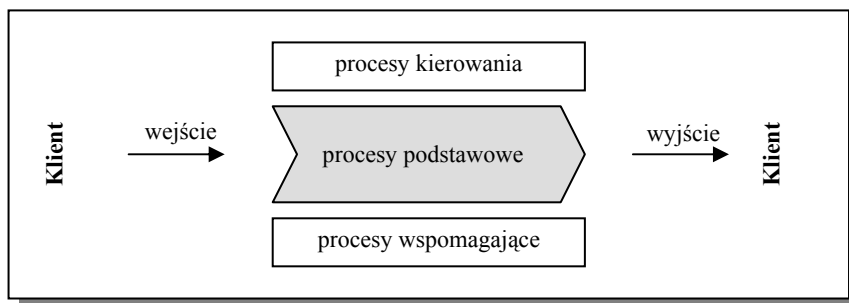 procesy kierowania
Klient
wejście
procesy podstawowe
wyjście
Klient
procesy wspomagające